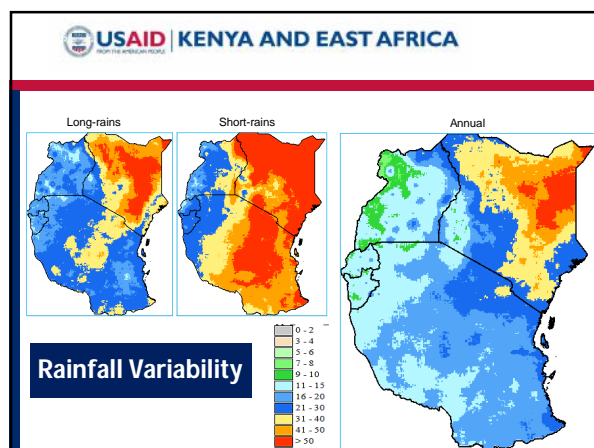 USAID KENYA AND EAST AFRICA
FROM THE AMERICAN PEOPLE
Long-rains Short-rains Annual
0 - 2
3 - 4
5 - 6
7 - 8
9 - 10
11 - 15
16 - 20
21 - 30
31 - 40
41 - 50
> 50
Rainfall Variability